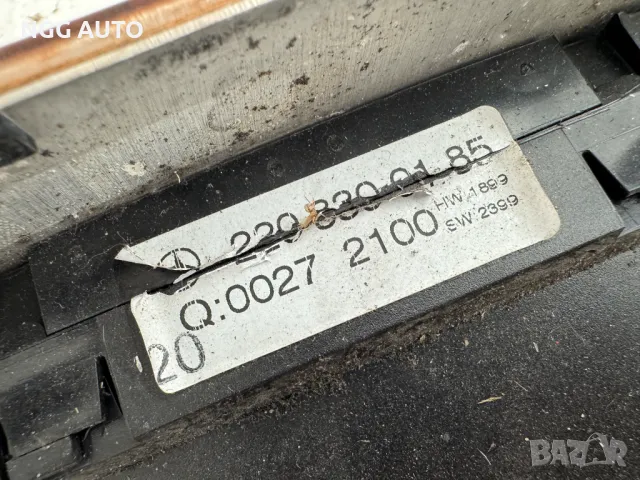 NGG AUTO
220 830 01 85
HW 1899
Q:0027 2100 SW 2399
20
BAZAR